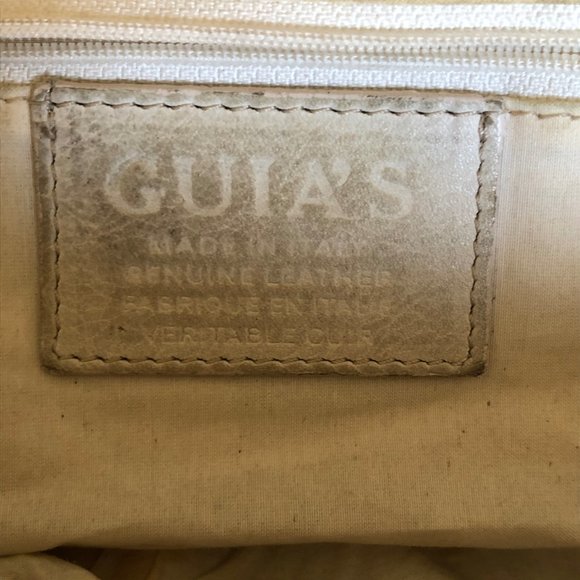 GUIA'S
MADE IN ITALY
GENUINE LEATHER
FABRIQUE EN ITALIE
VERITABLE CUIR